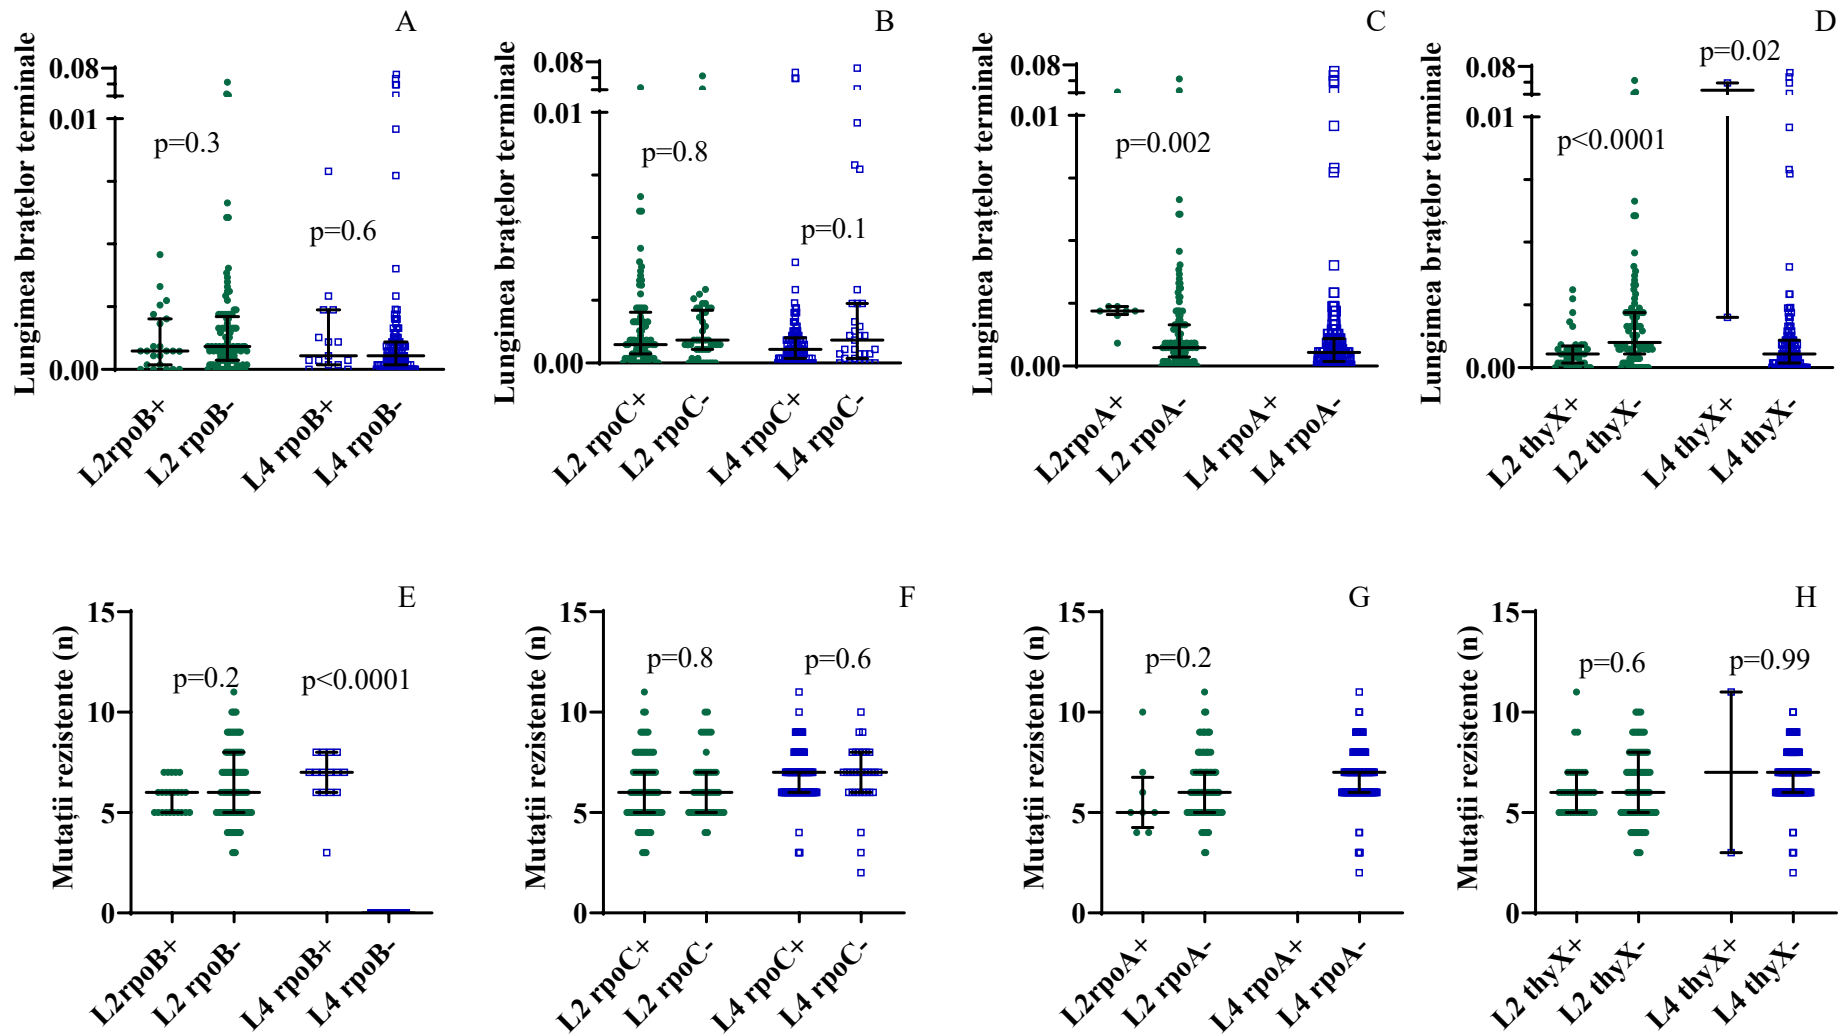 A
Lungimea brațelor terminale
0.08
0.01
0.00
p=0.3
p=0.6
L2rpoB+
L2 rpoB-
L4 rpoB+
L4 rpoB-
B
Lungimea brațelor terminale
0.08
0.01
0.00
p=0.8
p=0.1
L2 rpoC+
L2 rpoC-
L4 rpoC+
L4 rpoC-
C
Lungimea brațelor terminale
0.08
0.01
0.00
p=0.002
L2rpoA+
L2 rpoA-
L4 rpoA+
L4 rpoA-
D
Lungimea brațelor terminale
0.08
0.01
0.00
p=0.02
p<0.0001
L2 thyX+
L2 thyX-
L4 thyX+
L4 thyX-
E
Mutații rezistente (n)
15
10
5
0
p=0.2
p<0.0001
L2rpoB+
L2 rpoB-
L4 rpoB+
L4 rpoB-
F
Mutații rezistente (n)
15
10
5
0
p=0.8
p=0.6
L2 rpoC+
L2 rpoC-
L4 rpoC+
L4 rpoC-
G
Mutații rezistente (n)
15
10
5
0
p=0.2
L2rpoA+
L2 rpoA-
L4 rpoA+
L4 rpoA-
H
Mutații rezistente (n)
15
10
5
0
p=0.6
p=0.99
L2 thyX+
L2 thyX-
L4 thyX+
L4 thyX-